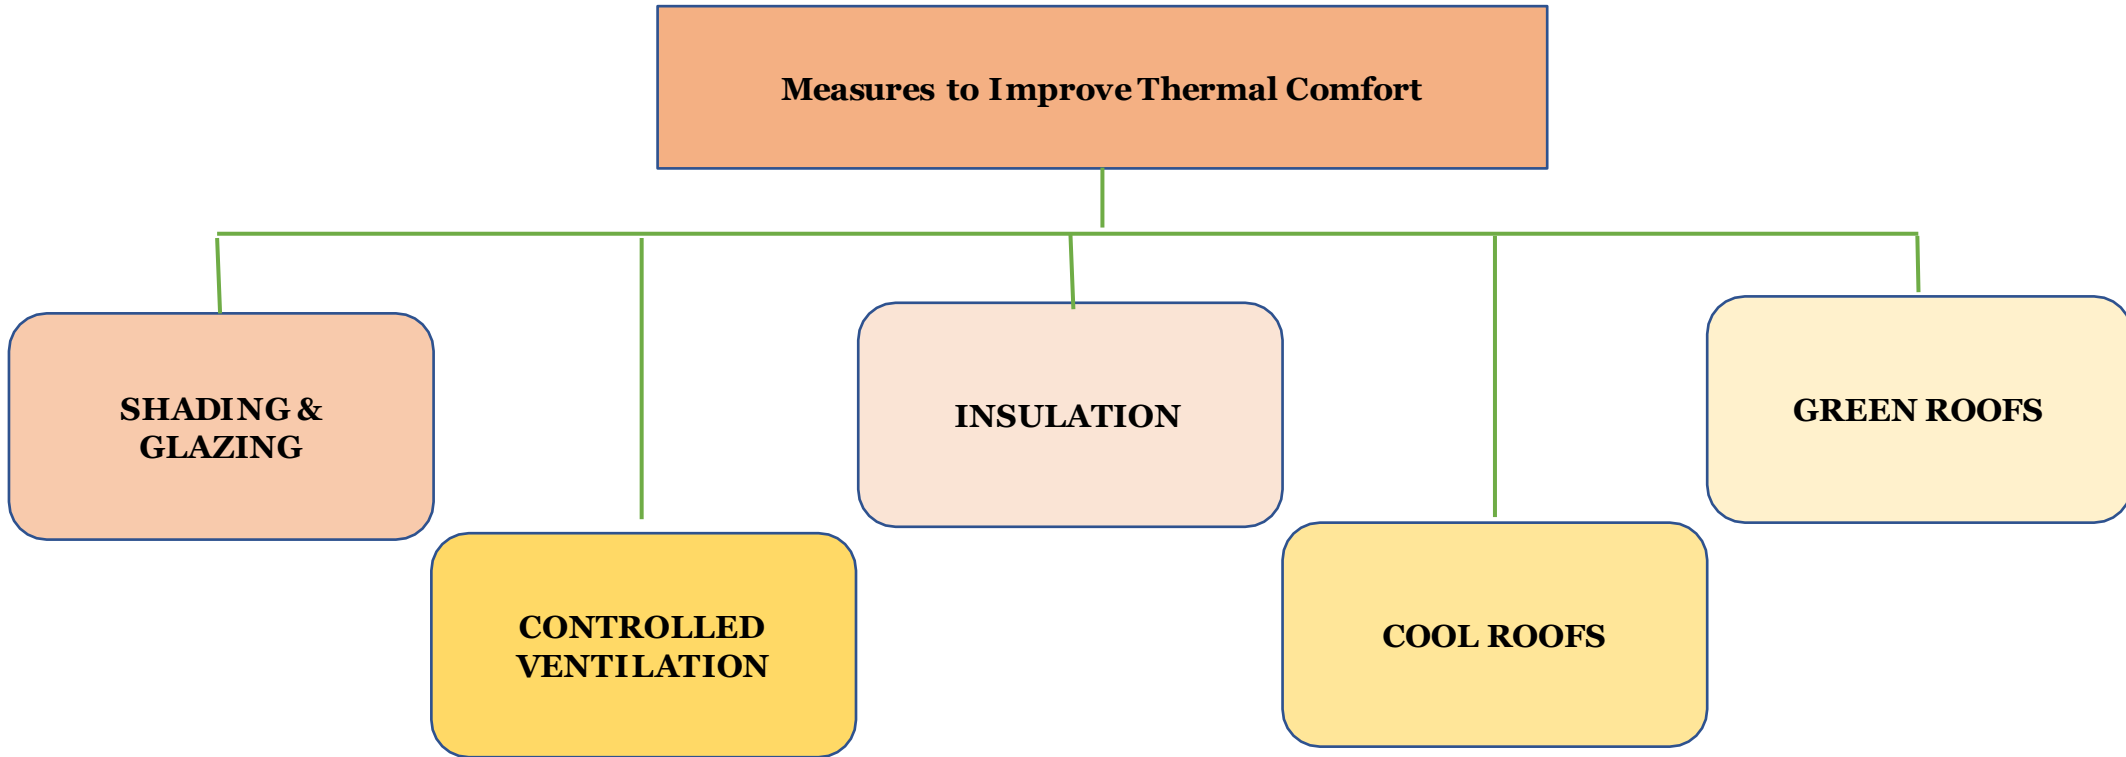 Measures to Improve Thermal Comfort
SHADING &
GLAZING
CONTROLLED
VENTILATION
INSULATION
COOL ROOFS
GREEN ROOFS